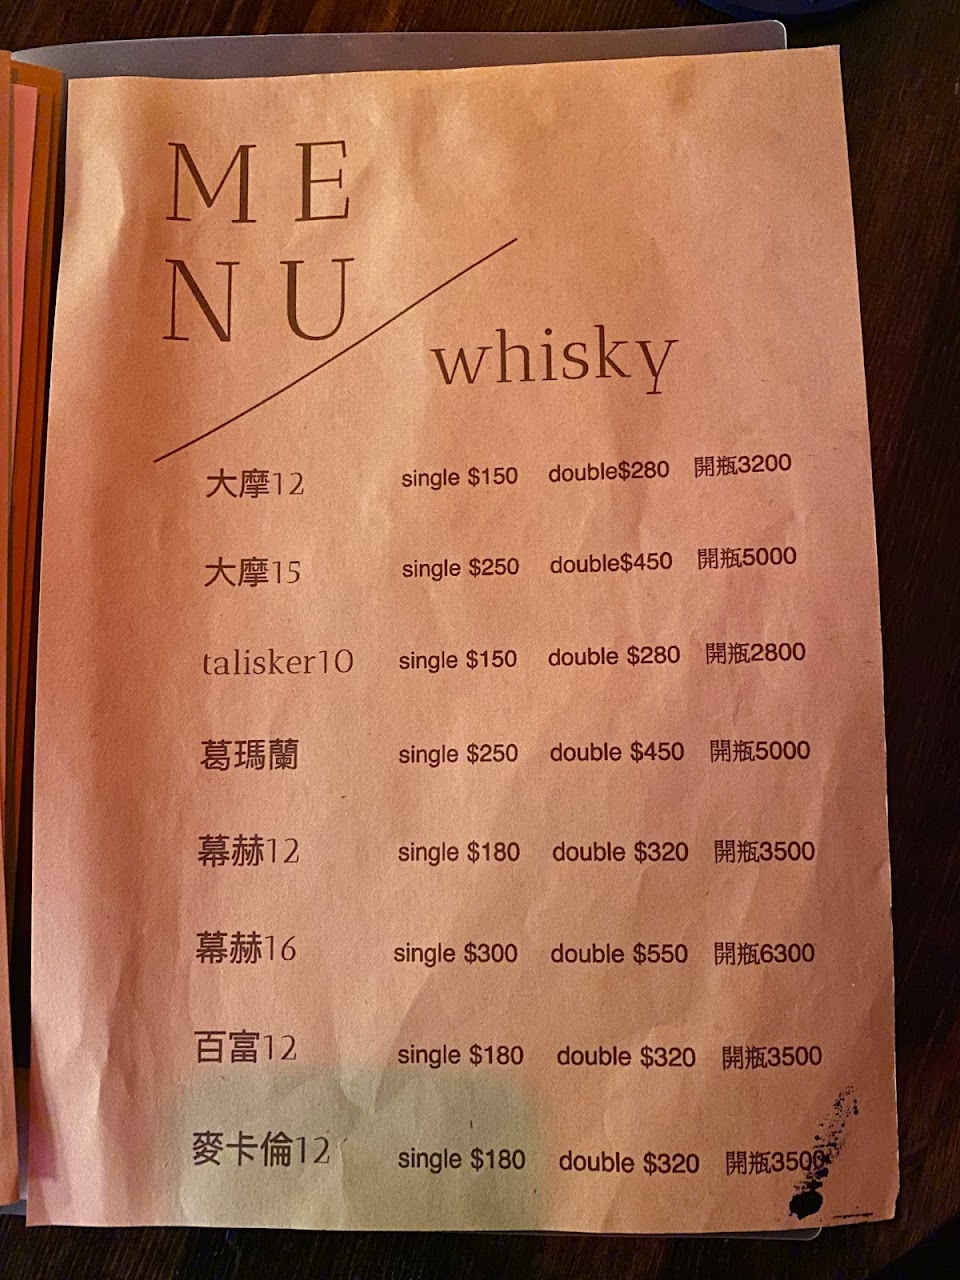 ME
NU
whisky
大摩12 single $150 double$280 開瓶3200
大摩15 single $250 double$450 開瓶5000
talisker10 single $150 double $280 開瓶2800
葛瑪蘭 single $250 double $450 開瓶5000
幕赫12 single $180 double $320 開瓶3500
幕赫16 single $300 double $550 開瓶6300
百富12 single $180 double $320 開瓶3500
麥卡倫12 single $180 double $320 開瓶3500